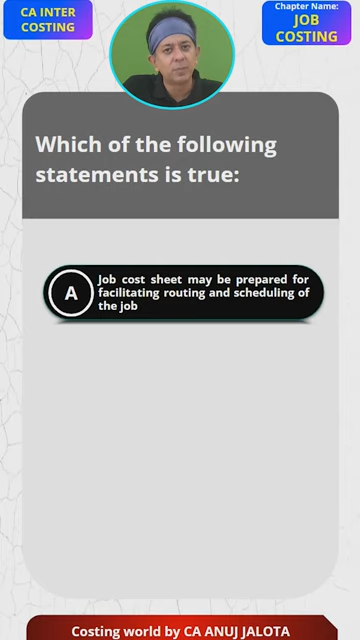 CA INTER
COSTING
Chapter Name:
JOB
COSTING
Which of the following
statements is true:
A
Job cost sheet may be prepared for
facilitating routing and scheduling of
the job
Costing world by CA ANUJ JALOTA